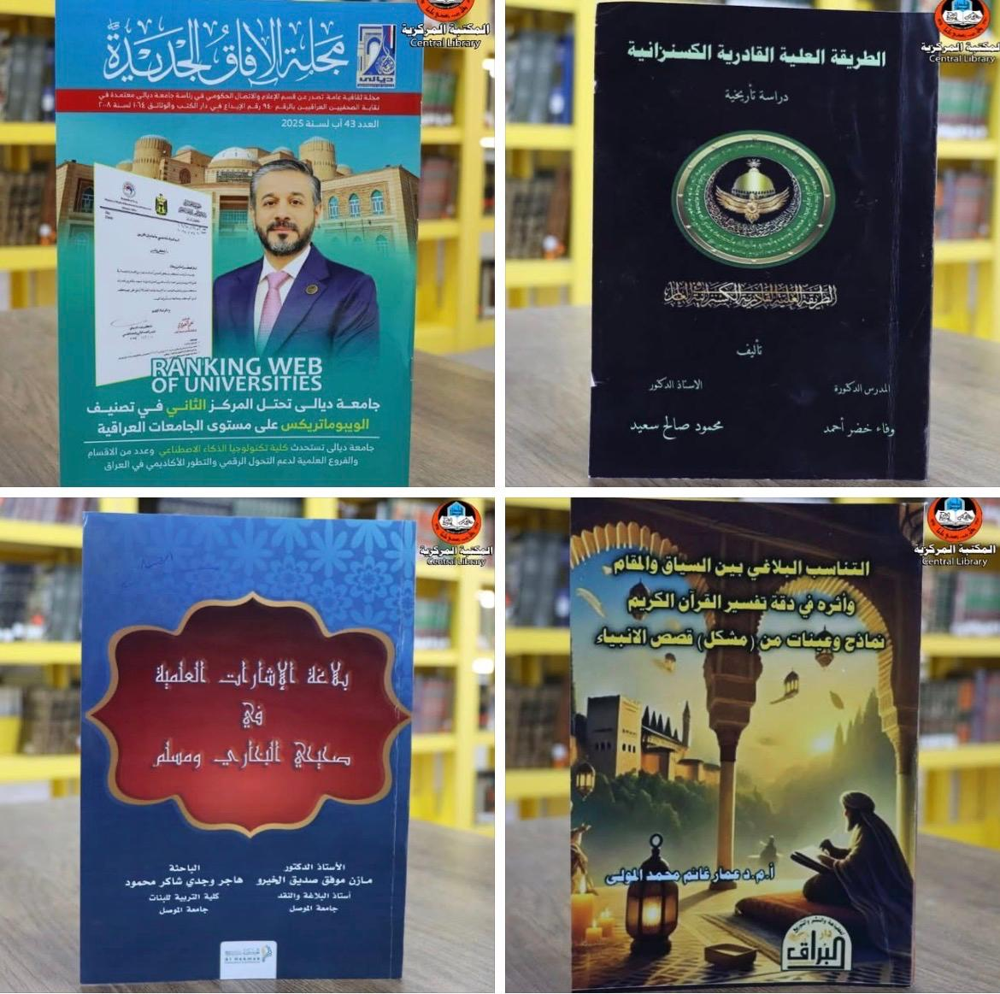 مجلة الآفاق الجديدة
ديالى
المكتبة المركزية
Central Library
مجلة ثقافية عامة تصدر عن قسم الإعلام والاتصال الحكومي في رئاسة جامعة ديالى معتمدة في
نقابة الصحفيين العراقيين بالرقم ٩٤٠ رقم الإيداع في دار الكتب والوثائق ١٠٦٤ لسنة ٢٠٠٨
العدد 43 آب لسنة 2025
RANKING WEB
OF UNIVERSITIES
جامعة ديالى تحتل المركز الثاني في تصنيف
الويبوماتريكس على مستوى الجامعات العراقية
جامعة ديالى تستحدث كلية تكنولوجيا الذكاء الاصطناعي وعدد من الاقسام
والفروع العلمية لدعم التحول الرقمي والتطور الأكاديمي في العراق
المكتبة المركزية
Central Library
الطريقة العلية القادرية الكسنزانية
دراسة تأريخية
الطريقة العلية القادرية الكسنزانية
تأليف
المدرس الدكتورة
الاستاذ الدكتور
وفاء خضر أحمد
محمود صالح سعيد
المكتبة المركزية
Central Library
بلاغة الإشارات العلمية
في
صحيحي البخاري ومسلم
الأستاذ الدكتور
مازن موفق صديق الخيرو
أستاذ البلاغة والنقد
جامعة الموصل
الباحثة
هاجر وجدي شاكر محمود
كلية التربية للبنات
جامعة الموصل
المكتبة المركزية
Central Library
التناسب البلاغي بين السياق والمقام
وأثره في دقة تفسير القرآن الكريم
نماذج وعينات من (مشكل) قصص الانبياء
أ.م.د عمار غانم محمد المولى
دار
البراق
للطباعة والنشر والتوزيع